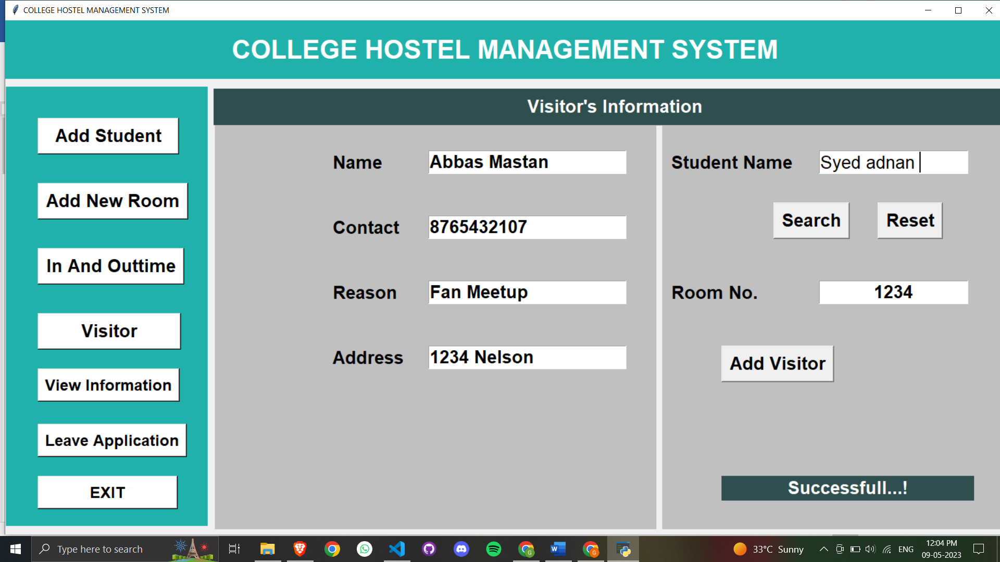 COLLEGE HOSTEL MANAGEMENT SYSTEM
COLLEGE HOSTEL MANAGEMENT SYSTEM
Add Student
Add New Room
In And Outtime
Visitor
View Information
Leave Application
EXIT
Visitor's Information
Name Abbas Mastan
Contact 8765432107
Reason Fan Meetup
Address 1234 Nelson
Student Name Syed adnan
Search Reset
Room No. 1234
Add Visitor
Successfull...!
Type here to search
33°C Sunny
ENG
12:04 PM
09-05-2023